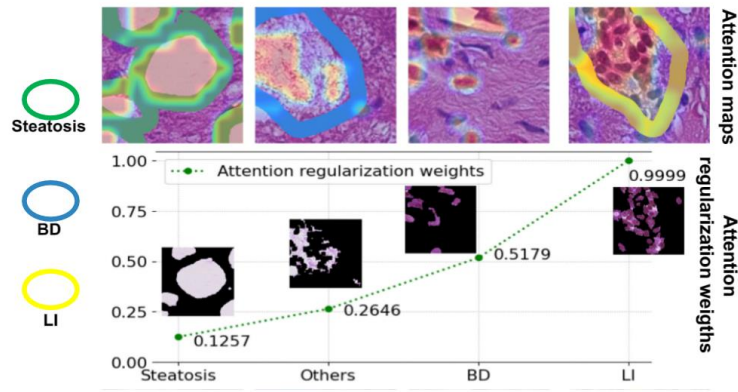 Attention maps
Steatosis
BD
LI
Attention
regularization weigths
1.00
0.75
0.50
0.25
0.00
Attention regularization weights
0.1257
0.2646
0.5179
0.9999
Steatosis
Others
BD
LI